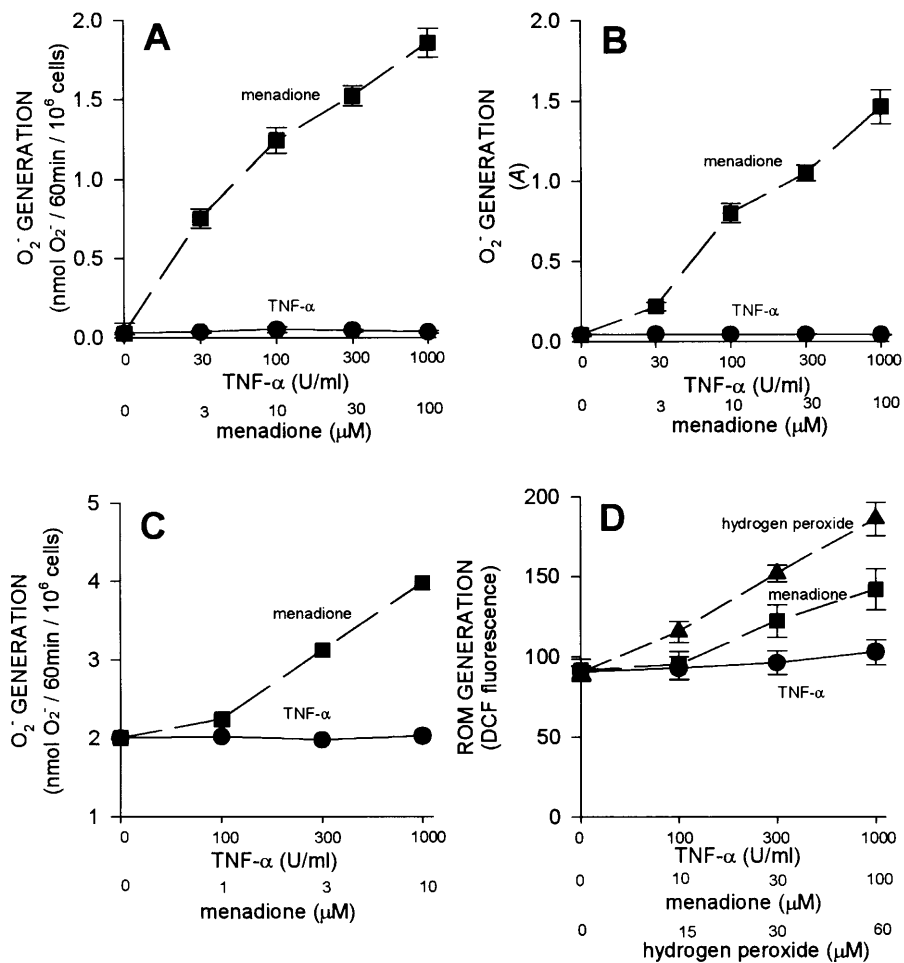 A
O₂⁻ GENERATION
(nmol O₂⁻ / 60min / 10⁶ cells)
2.0
1.5
1.0
0.5
0.0
menadione
TNF-α
0 30 100 300 1000
TNF-α (U/ml)
0 3 10 30 100
menadione (μM)
B
O₂⁻ GENERATION
(A)
2.0
1.5
1.0
0.5
0.0
menadione
TNF-α
0 30 100 300 1000
TNF-α (U/ml)
0 3 10 30 100
menadione (μM)
C
O₂⁻ GENERATION
(nmol O₂⁻ / 60min / 10⁶ cells)
5
4
3
2
1
menadione
TNF-α
0 100 300 1000
TNF-α (U/ml)
0 1 3 10
menadione (μM)
D
ROM GENERATION
(DCF fluorescence)
200
150
100
50
0
hydrogen peroxide
menadione
TNF-α
0 100 300 1000
TNF-α (U/ml)
0 10 30 100
menadione (μM)
0 15 30 60
hydrogen peroxide (μM)